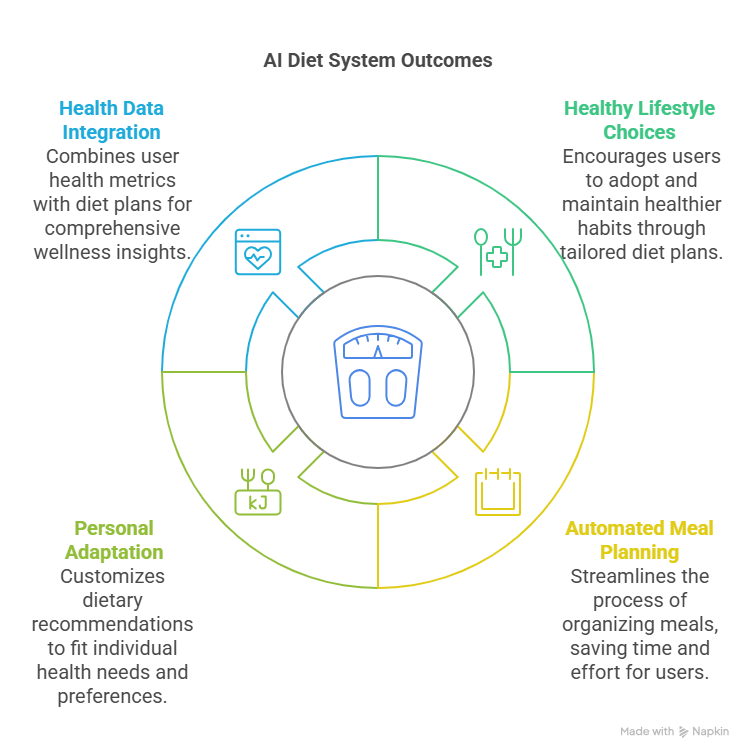 AI Diet System Outcomes
Health Data
Integration
Combines user
health metrics
with diet plans for
comprehensive
wellness insights.
Healthy Lifestyle
Choices
Encourages users
to adopt and
maintain healthier
habits through
tailored diet plans.
kJ
Personal
Adaptation
Customizes
dietary
recommendations
to fit individual
health needs and
preferences.
Automated Meal
Planning
Streamlines the
process of
organizing meals,
saving time and
effort for users.
Made with Napkin